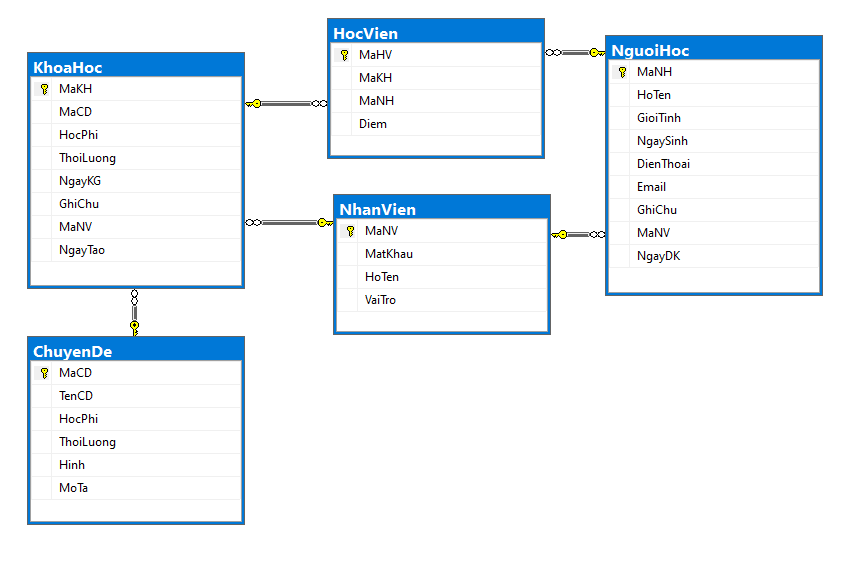 KhoaHoc
MaKH
MaCD
HocPhi
ThoiLuong
NgayKG
GhiChu
MaNV
NgayTao
HocVien
MaHV
MaKH
MaNH
Diem
NguoiHoc
MaNH
HoTen
GioiTinh
NgaySinh
DienThoai
Email
GhiChu
MaNV
NgayDK
NhanVien
MaNV
MatKhau
HoTen
VaiTro
ChuyenDe
MaCD
TenCD
HocPhi
ThoiLuong
Hinh
MoTa